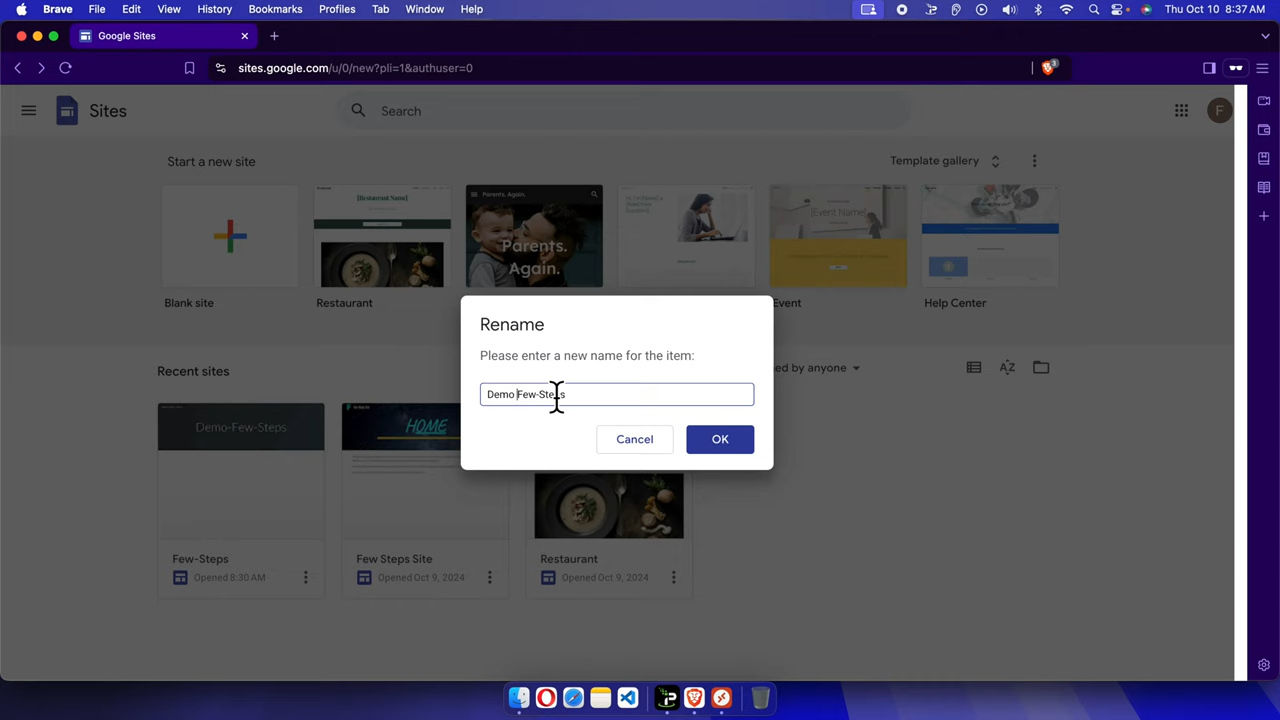 Brave File Edit View History Bookmarks Profiles Tab Window Help Thu Oct 10 8:37 AM
Google Sites
sites.google.com/u/0/new?pli=1&authuser=0 3
Sites Search F
Start a new site Template gallery
[Restaurant Name] Parents, Again. [Event Name]
Parents.
Again.
Blank site Restaurant Event Help Center
Rename
Please enter a new name for the item:
Demo Few-Steps
Cancel OK
Recent sites ed by anyone
Demo-Few-Steps HOME
Few-Steps Few Steps Site Restaurant
Opened 8:30 AM Opened Oct 9, 2024 Opened Oct 9, 2024